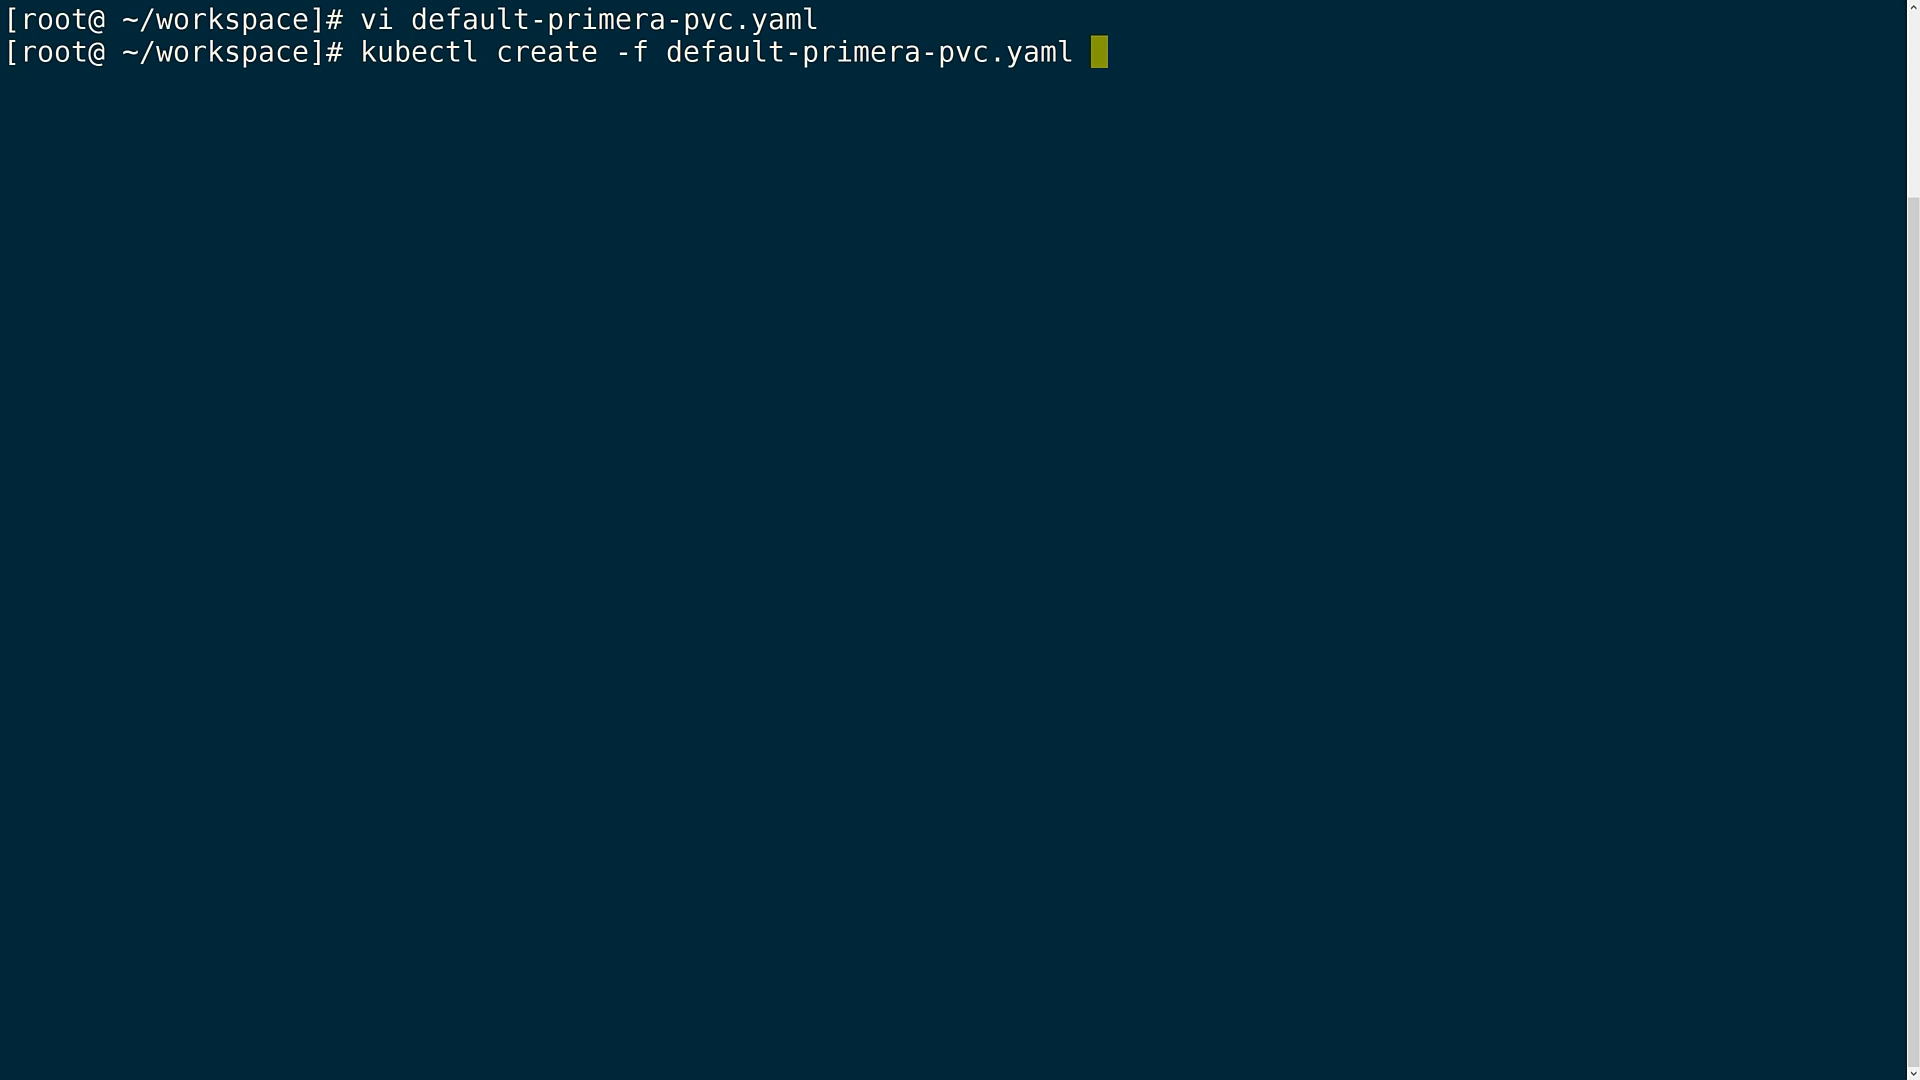 [root@ ~/workspace]# vi default-primera-pvc.yaml
[root@ ~/workspace]# kubectl create -f default-primera-pvc.yaml